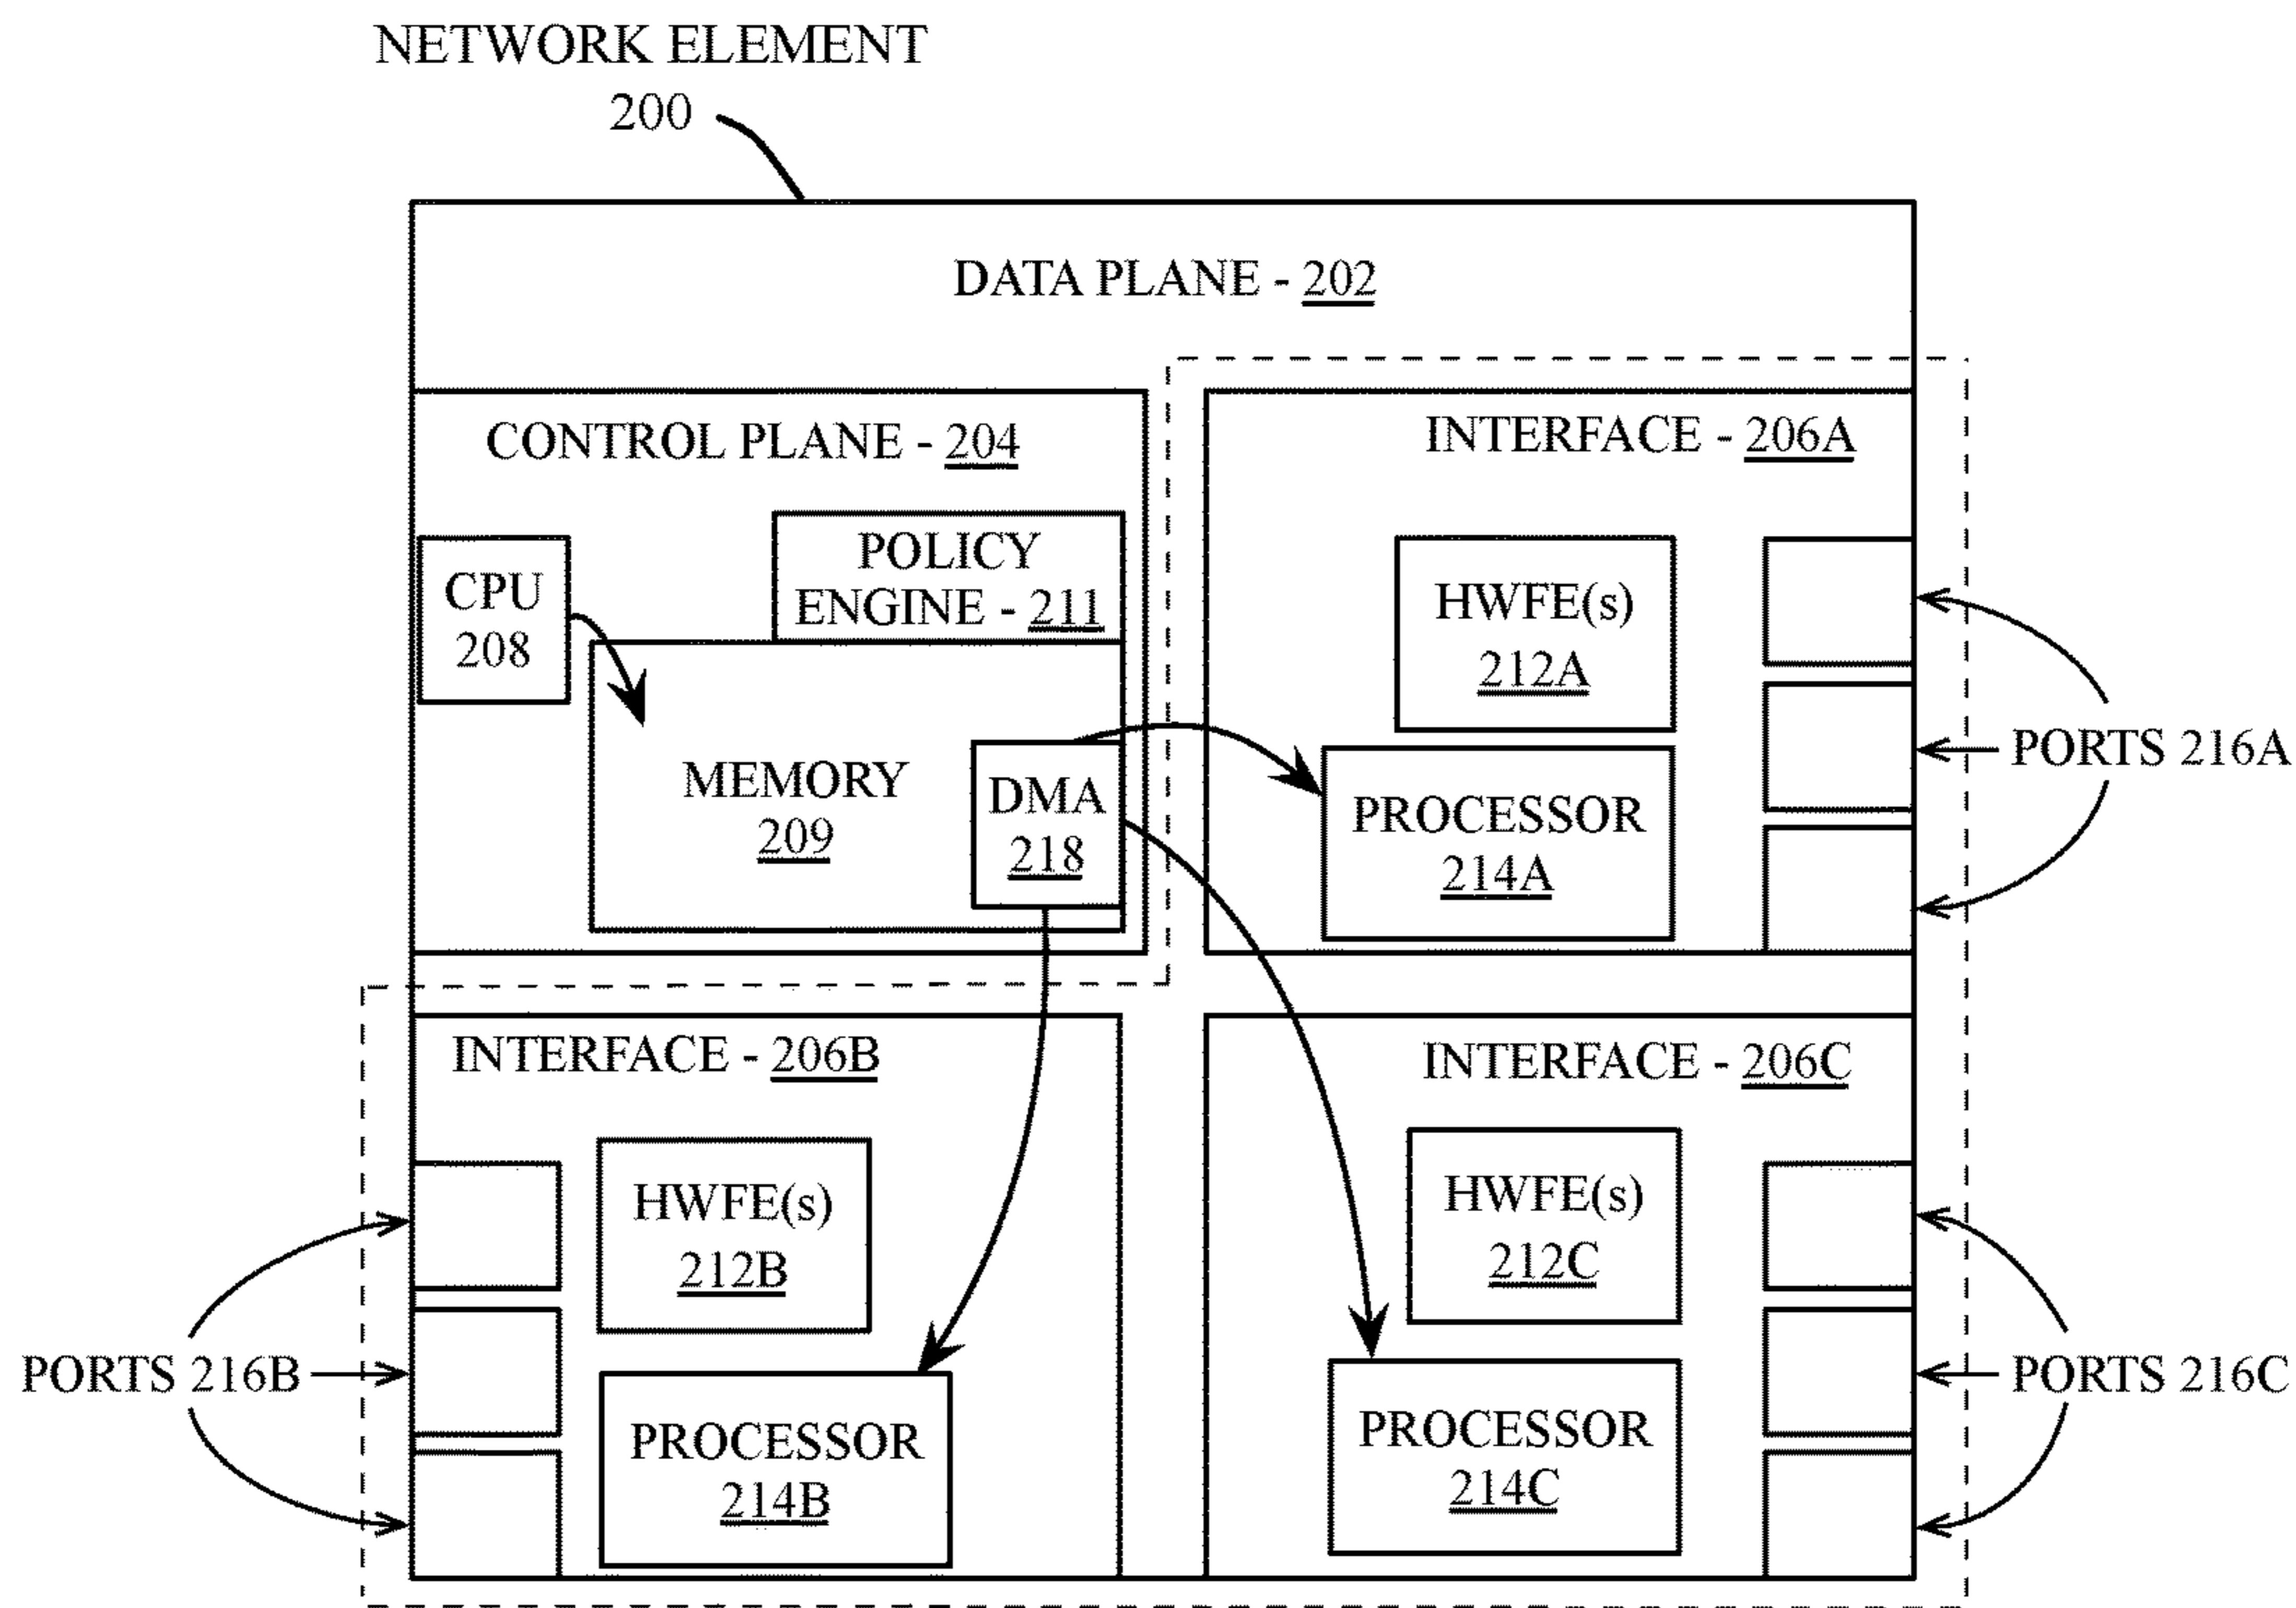 NETWORK ELEMENT
200
DATA PLANE - 202
CONTROL PLANE - 204
CPU
208
POLICY
ENGINE - 211
MEMORY
209
DMA
218
INTERFACE - 206A
HWFE(s)
212A
PROCESSOR
214A
PORTS 216A
INTERFACE - 206B
HWFE(s)
212B
PROCESSOR
214B
PORTS 216B
INTERFACE - 206C
HWFE(s)
212C
PROCESSOR
214C
PORTS 216C